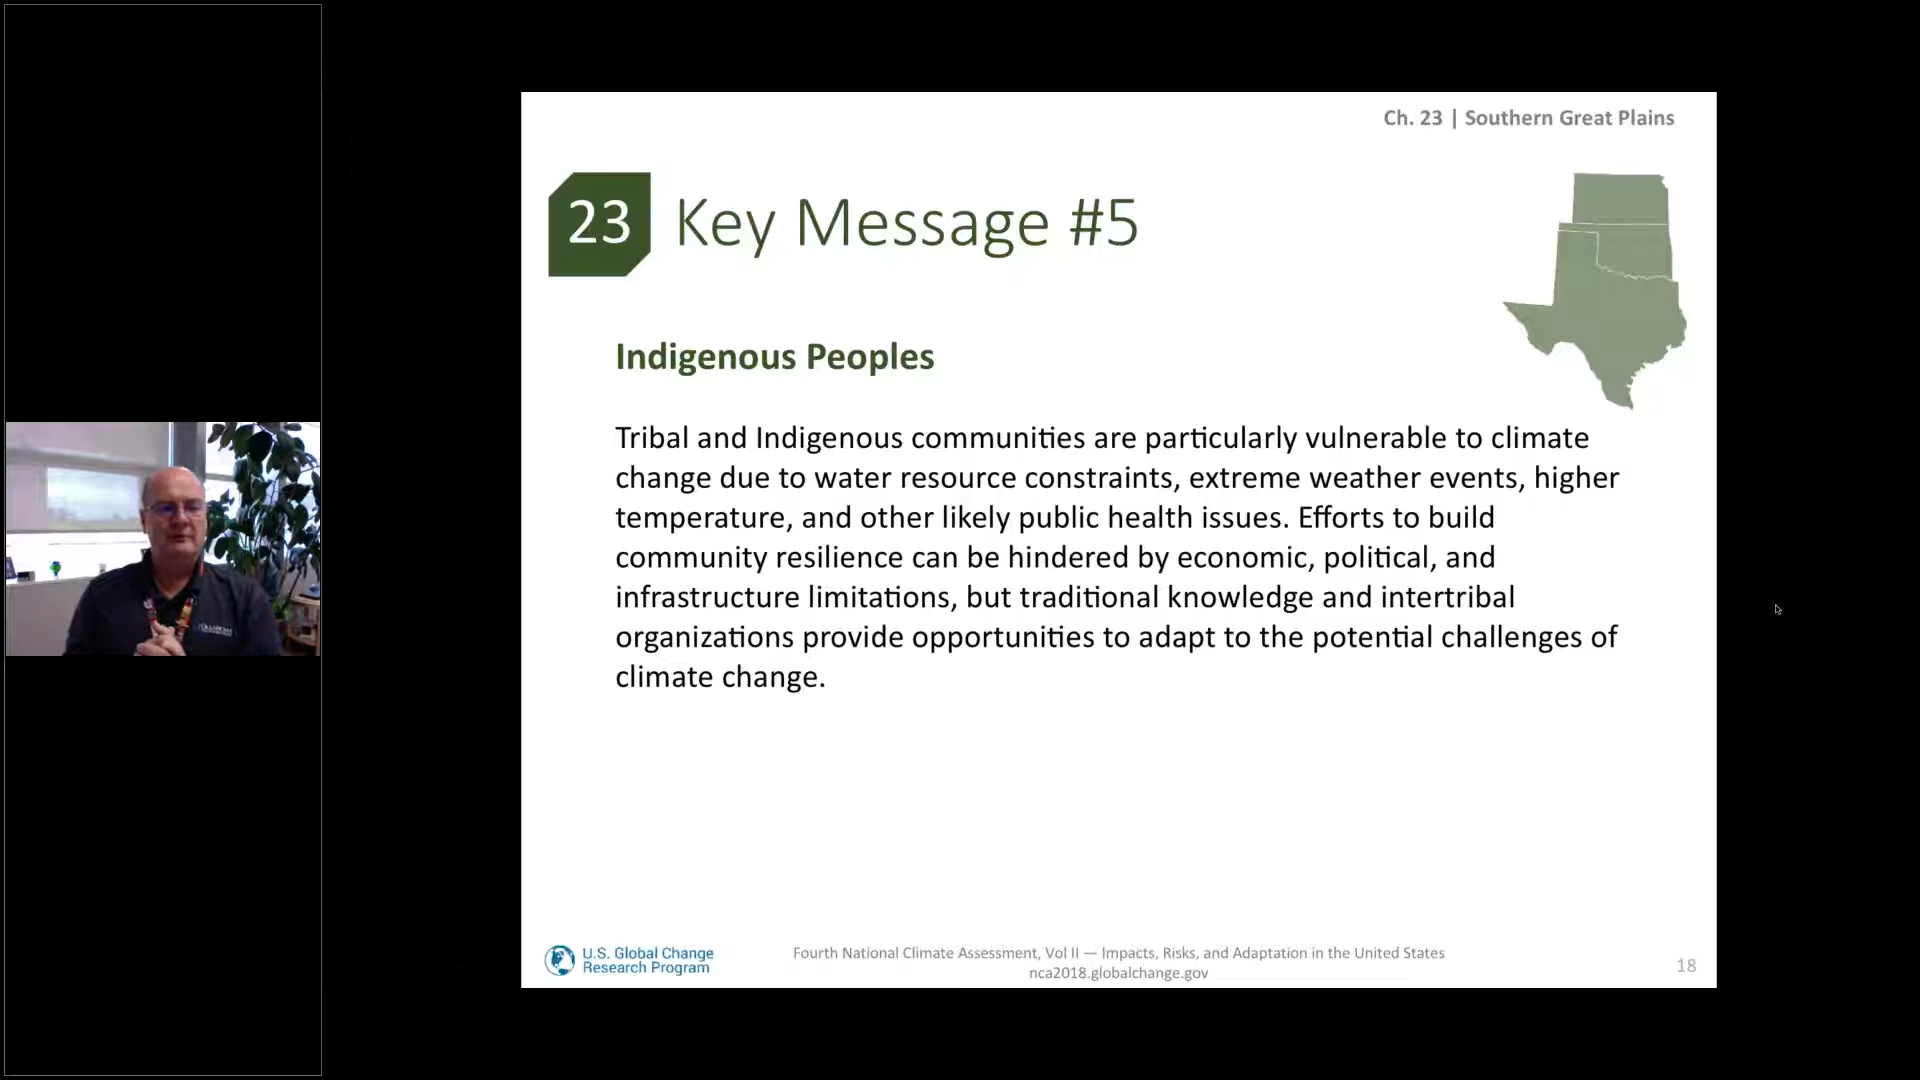 Ch. 23 | Southern Great Plains
23 Key Message #5
Indigenous Peoples
Tribal and Indigenous communities are particularly vulnerable to climate
change due to water resource constraints, extreme weather events, higher
temperature, and other likely public health issues. Efforts to build
community resilience can be hindered by economic, political, and
infrastructure limitations, but traditional knowledge and intertribal
organizations provide opportunities to adapt to the potential challenges of
climate change.
U.S. Global Change
Research Program
Fourth National Climate Assessment, Vol II — Impacts, Risks, and Adaptation in the United States
nca2018.globalchange.gov
18